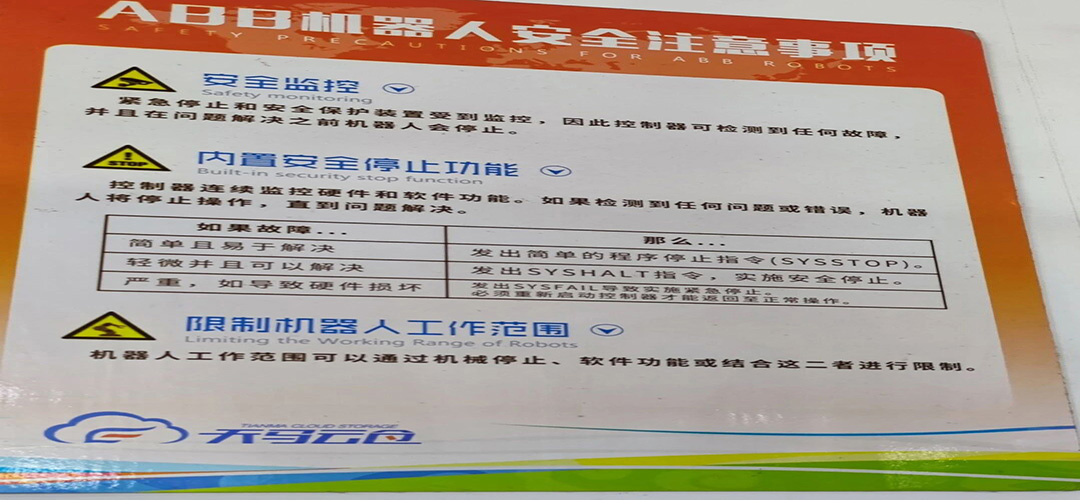 ABB机器人安全注意事项
SAFETY PRECAUTIONS FOR ABB ROBOTS
安全监控
Safety monitoring
紧急停止和安全保护装置受到监控，因此控制器可检测到任何故障，
并且在问题解决之前机器人会停止。
STOP
内置安全停止功能
Built-in security stop function
控制器连续监控硬件和软件功能。如果检测到任何问题或错误，机器
人将停止操作，直到问题解决。
如果故障... 那么...
简单且易于解决 发出简单的程序停止指令(SYSSTOP)。
轻微并且可以解决 发出SYSHALT指令，实施安全停止。
严重，如导致硬件损坏 发出SYSFAIL导致实施紧急停止。
必须重新启动控制器才能返回至正常操作。
限制机器人工作范围
Limiting the Working Range of Robots
机器人工作范围可以通过机械停止、软件功能或结合这二者进行限制。
TIANMA CLOUD STORAGE
天马云仓